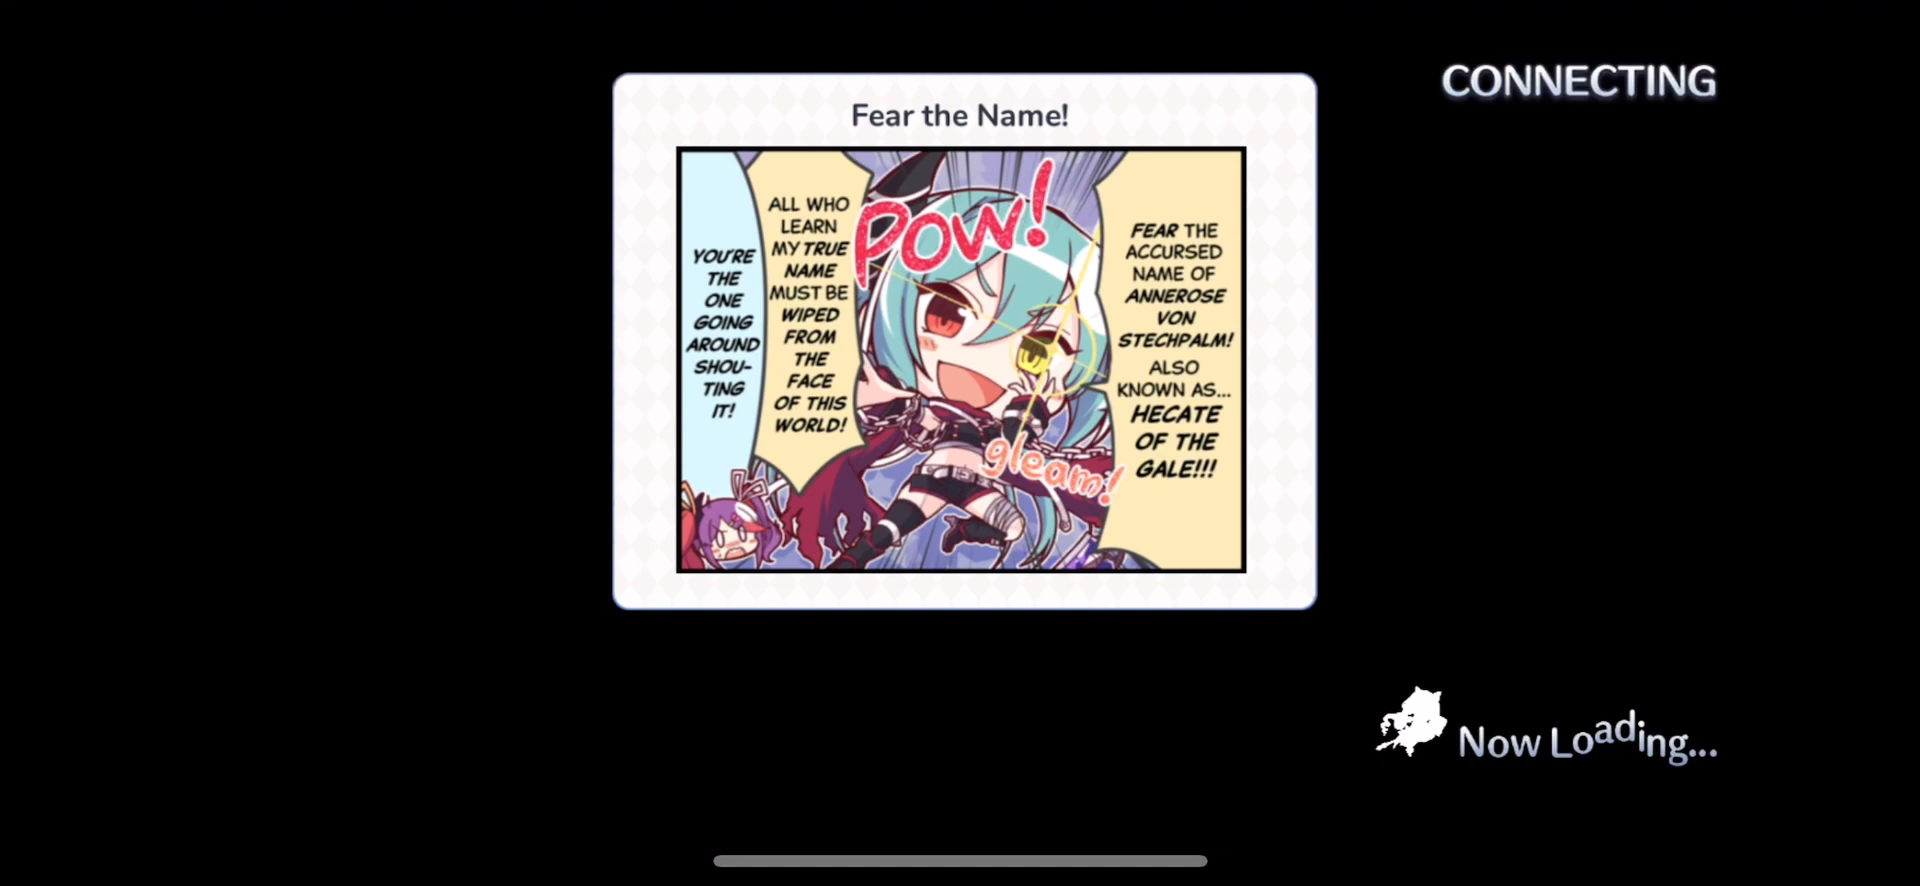 CONNECTING
Fear the Name!
FEAR THE
ACCURSED
NAME OF
ANNEROSE
VON
STECHPALM!
ALSO
KNOWN AS...
HECATE
OF THE
GALE!!!
POW!
gleam!
ALL WHO
LEARN
MY TRUE
NAME
MUST BE
WIPED
FROM
THE
FACE
OF THIS
WORLD!
YOU'RE
THE
ONE
GOING
AROUND
SHOU-
TING
IT!
Now Loading...